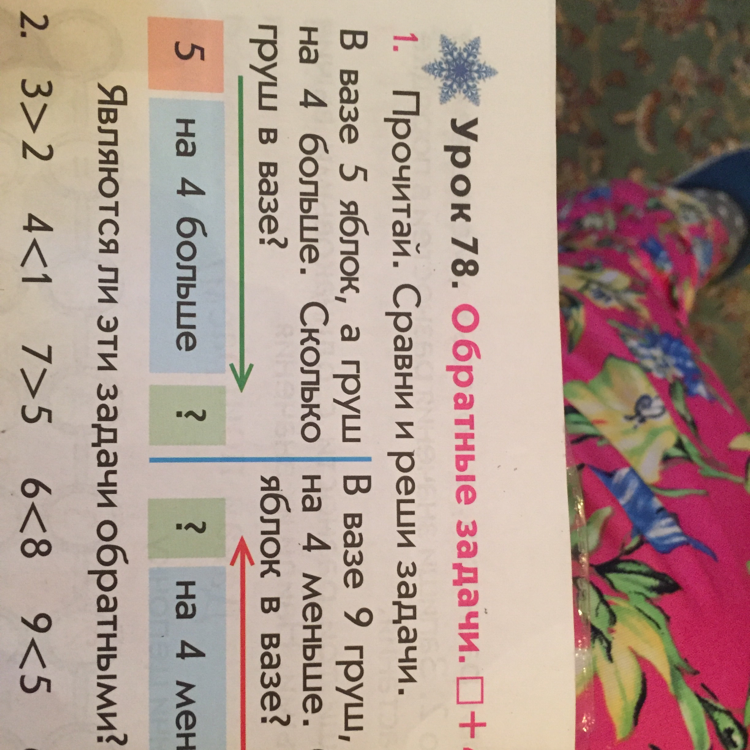 Урок 78. Обратные задачи. □ +
1. Прочитай. Сравни и реши задачи.
В вазе 5 яблок, а груш
на 4 больше. Сколько
груш в вазе?
5 на 4 больше ?
В вазе 9 груш,
на 4 меньше.
яблок в вазе?
? на 4 мен
Являются ли эти задачи обратными?
2. 3>2 4<1 7>5 6<8 9<5